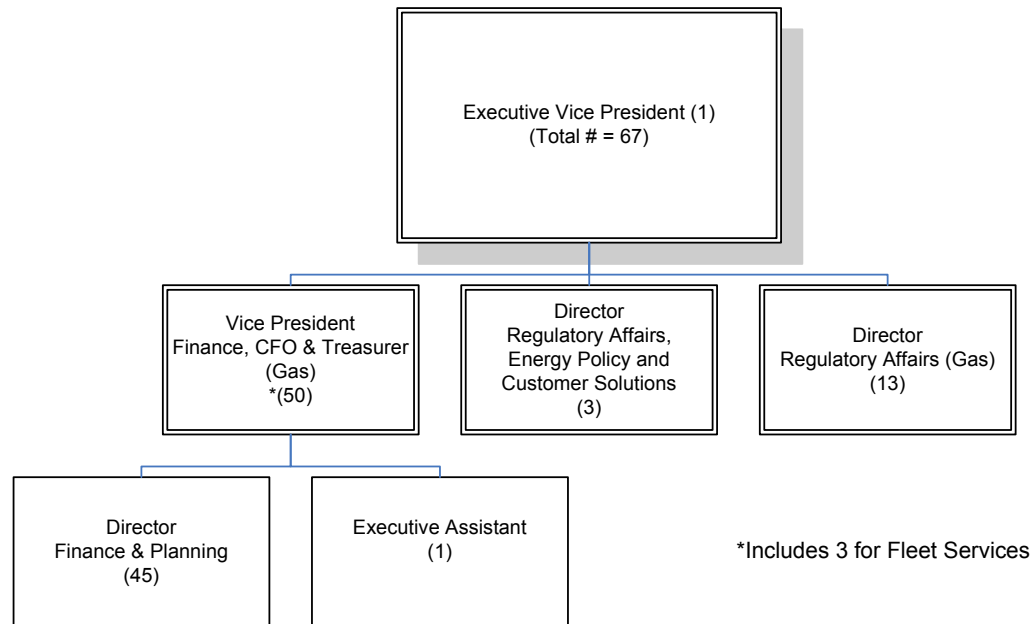 Executive Vice President (1)
(Total # = 67)
Vice President
Finance, CFO & Treasurer
(Gas)
*(50)
Director
Regulatory Affairs,
Energy Policy and
Customer Solutions
(3)
Director
Regulatory Affairs (Gas)
(13)
Director
Finance & Planning
(45)
Executive Assistant
(1)
*Includes 3 for Fleet Services